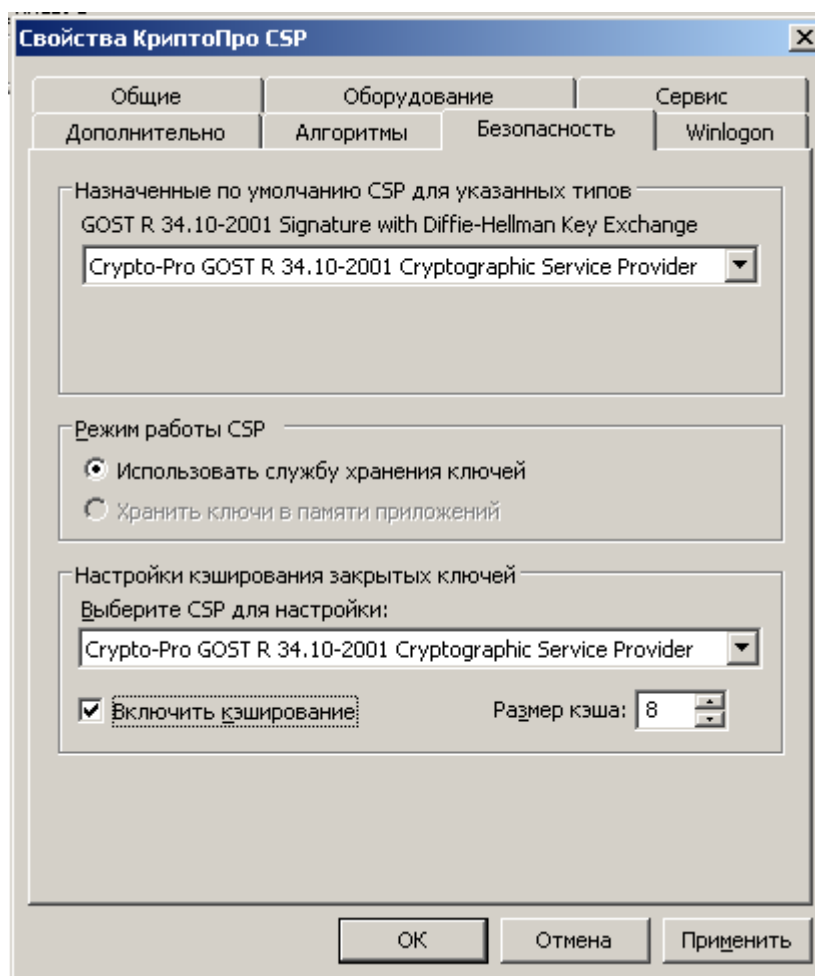 Свойства КриптоПро CSP
Общие Оборудование Сервис
Дополнительно Алгоритмы Безопасность Winlogon
Назначенные по умолчанию CSP для указанных типов
GOST R 34.10-2001 Signature with Diffie-Hellman Key Exchange
Crypto-Pro GOST R 34.10-2001 Cryptographic Service Provider
Режим работы CSP
Использовать службу хранения ключей
Хранить ключи в памяти приложений
Настройки кэширования закрытых ключей
Выберите CSP для настройки:
Crypto-Pro GOST R 34.10-2001 Cryptographic Service Provider
Включить кэширование Размер кэша: 8
ОК Отмена Применить